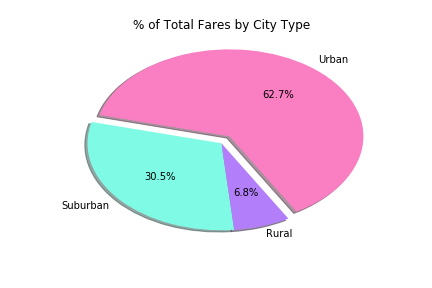 % of Total Fares by City Type
Urban
62.7%
30.5%
6.8%
Suburban
Rural